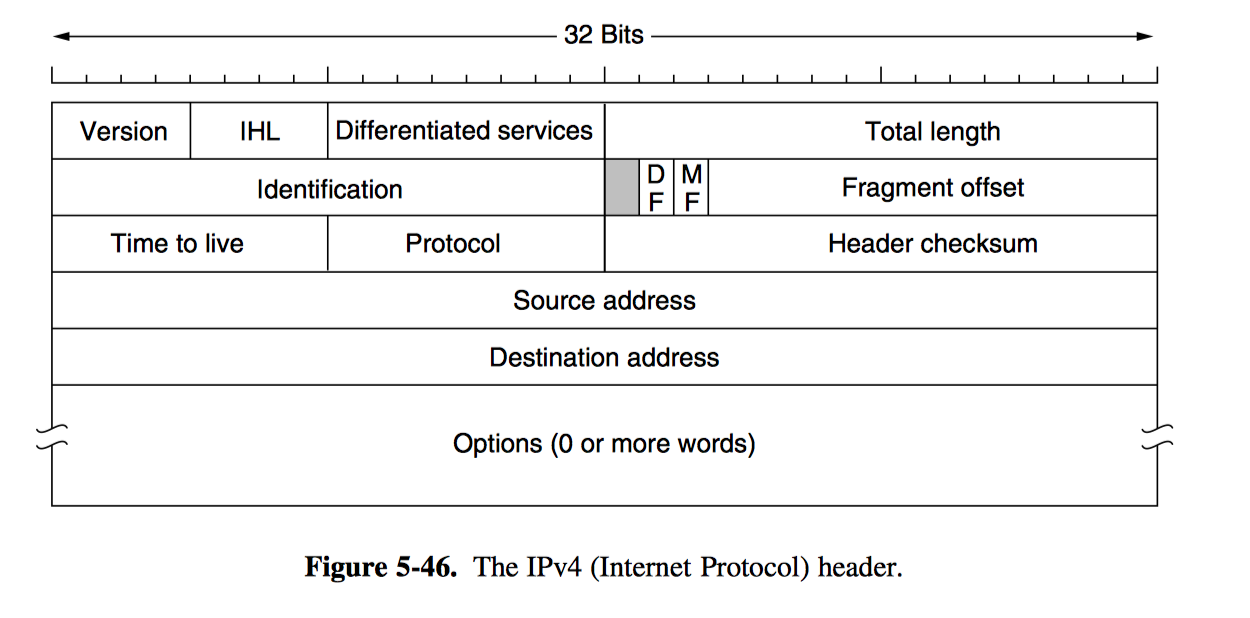 32 Bits
Version IHL Differentiated services Total length
Identification D F M F Fragment offset
Time to live Protocol Header checksum
Source address
Destination address
Options (0 or more words)
Figure 5-46. The IPv4 (Internet Protocol) header.